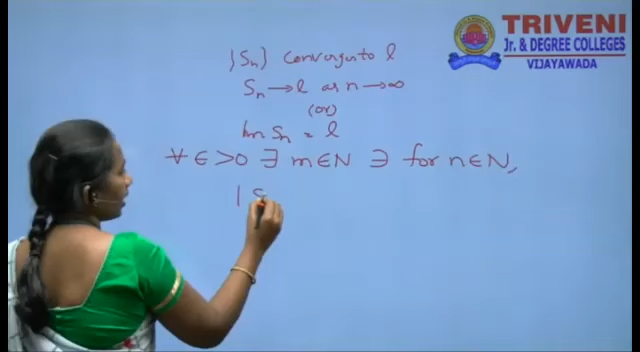 TRIVENI
Jr. & DEGREE COLLEGES
VIJAYAWADA
{Sn} converges to l
Sn → l as n → ∞
(or)
lim Sn = l
∀ ∈ > 0 ∃ m ∈ N ∋ for n ∈ N,
| S